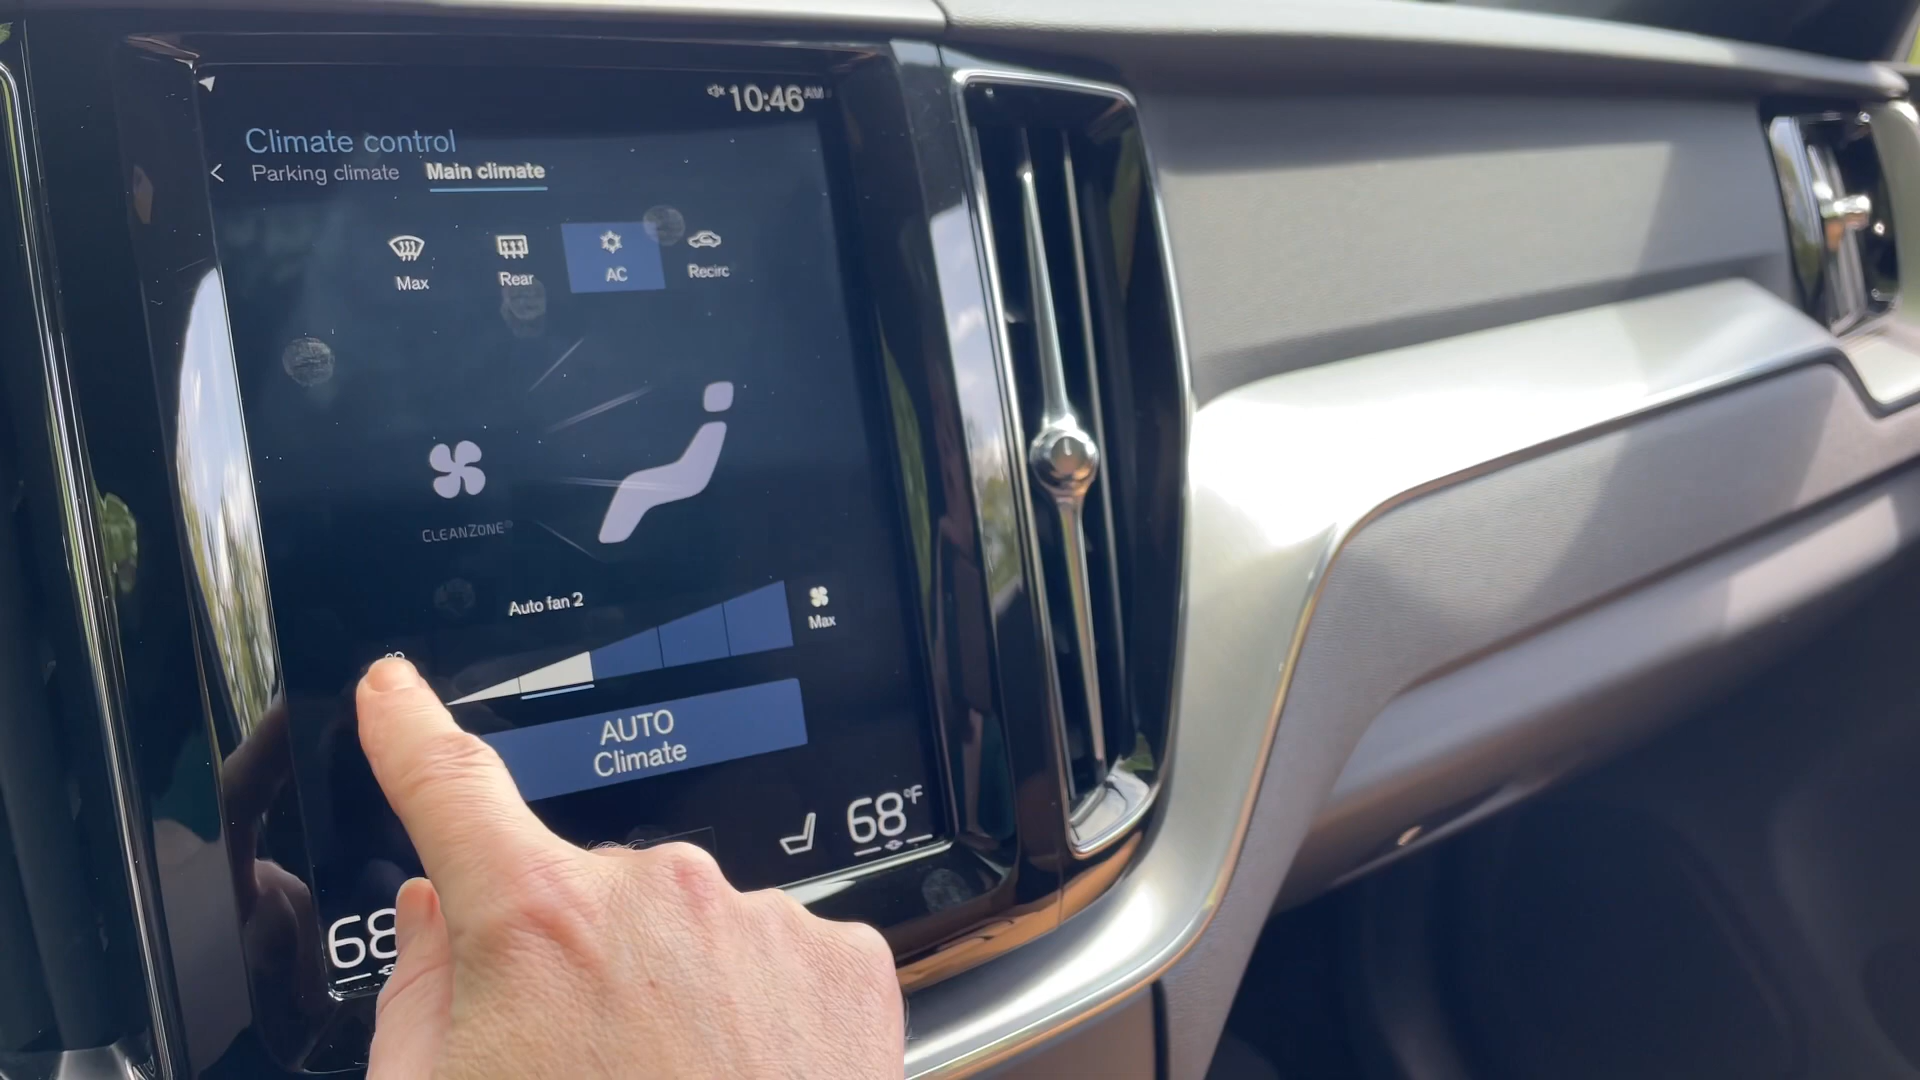 10:46 AM
Climate control
Parking climate Main climate
Max Rear AC Recirc
CLEANZONE®
Auto fan 2
Max
AUTO
Climate
68°F
68